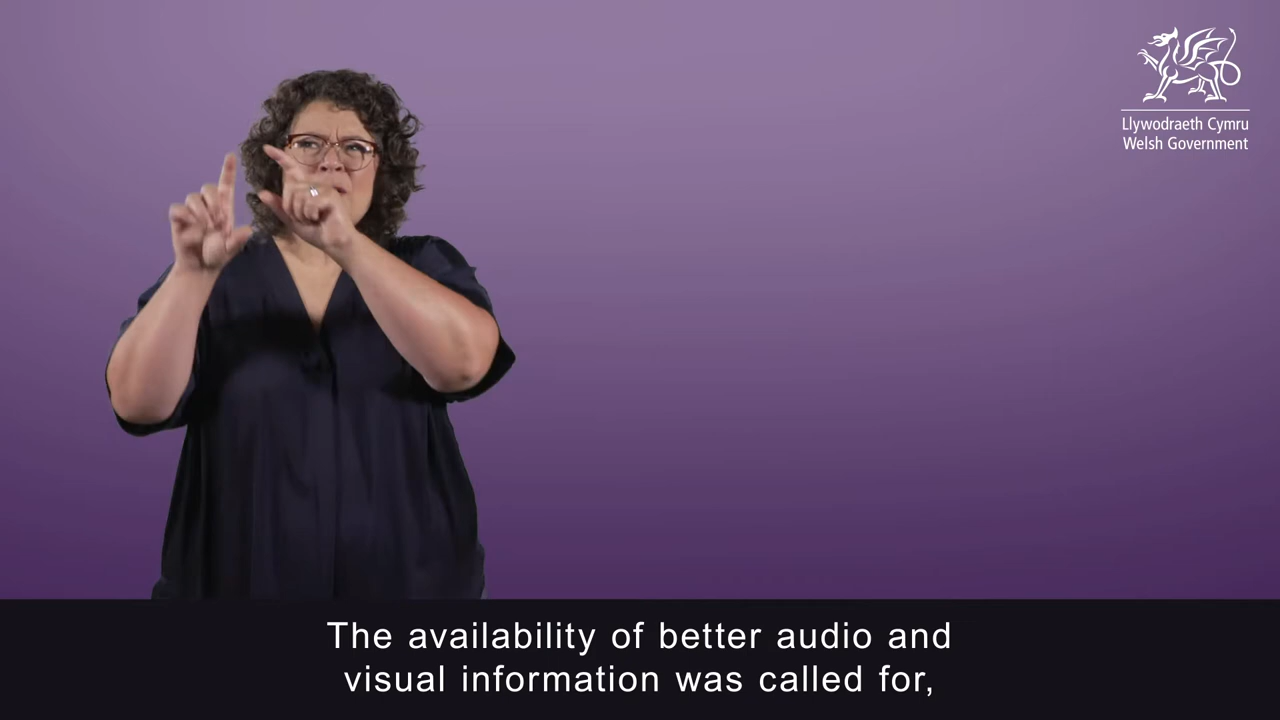 Llywodraeth Cymru
Welsh Government
The availability of better audio and
visual information was called for,